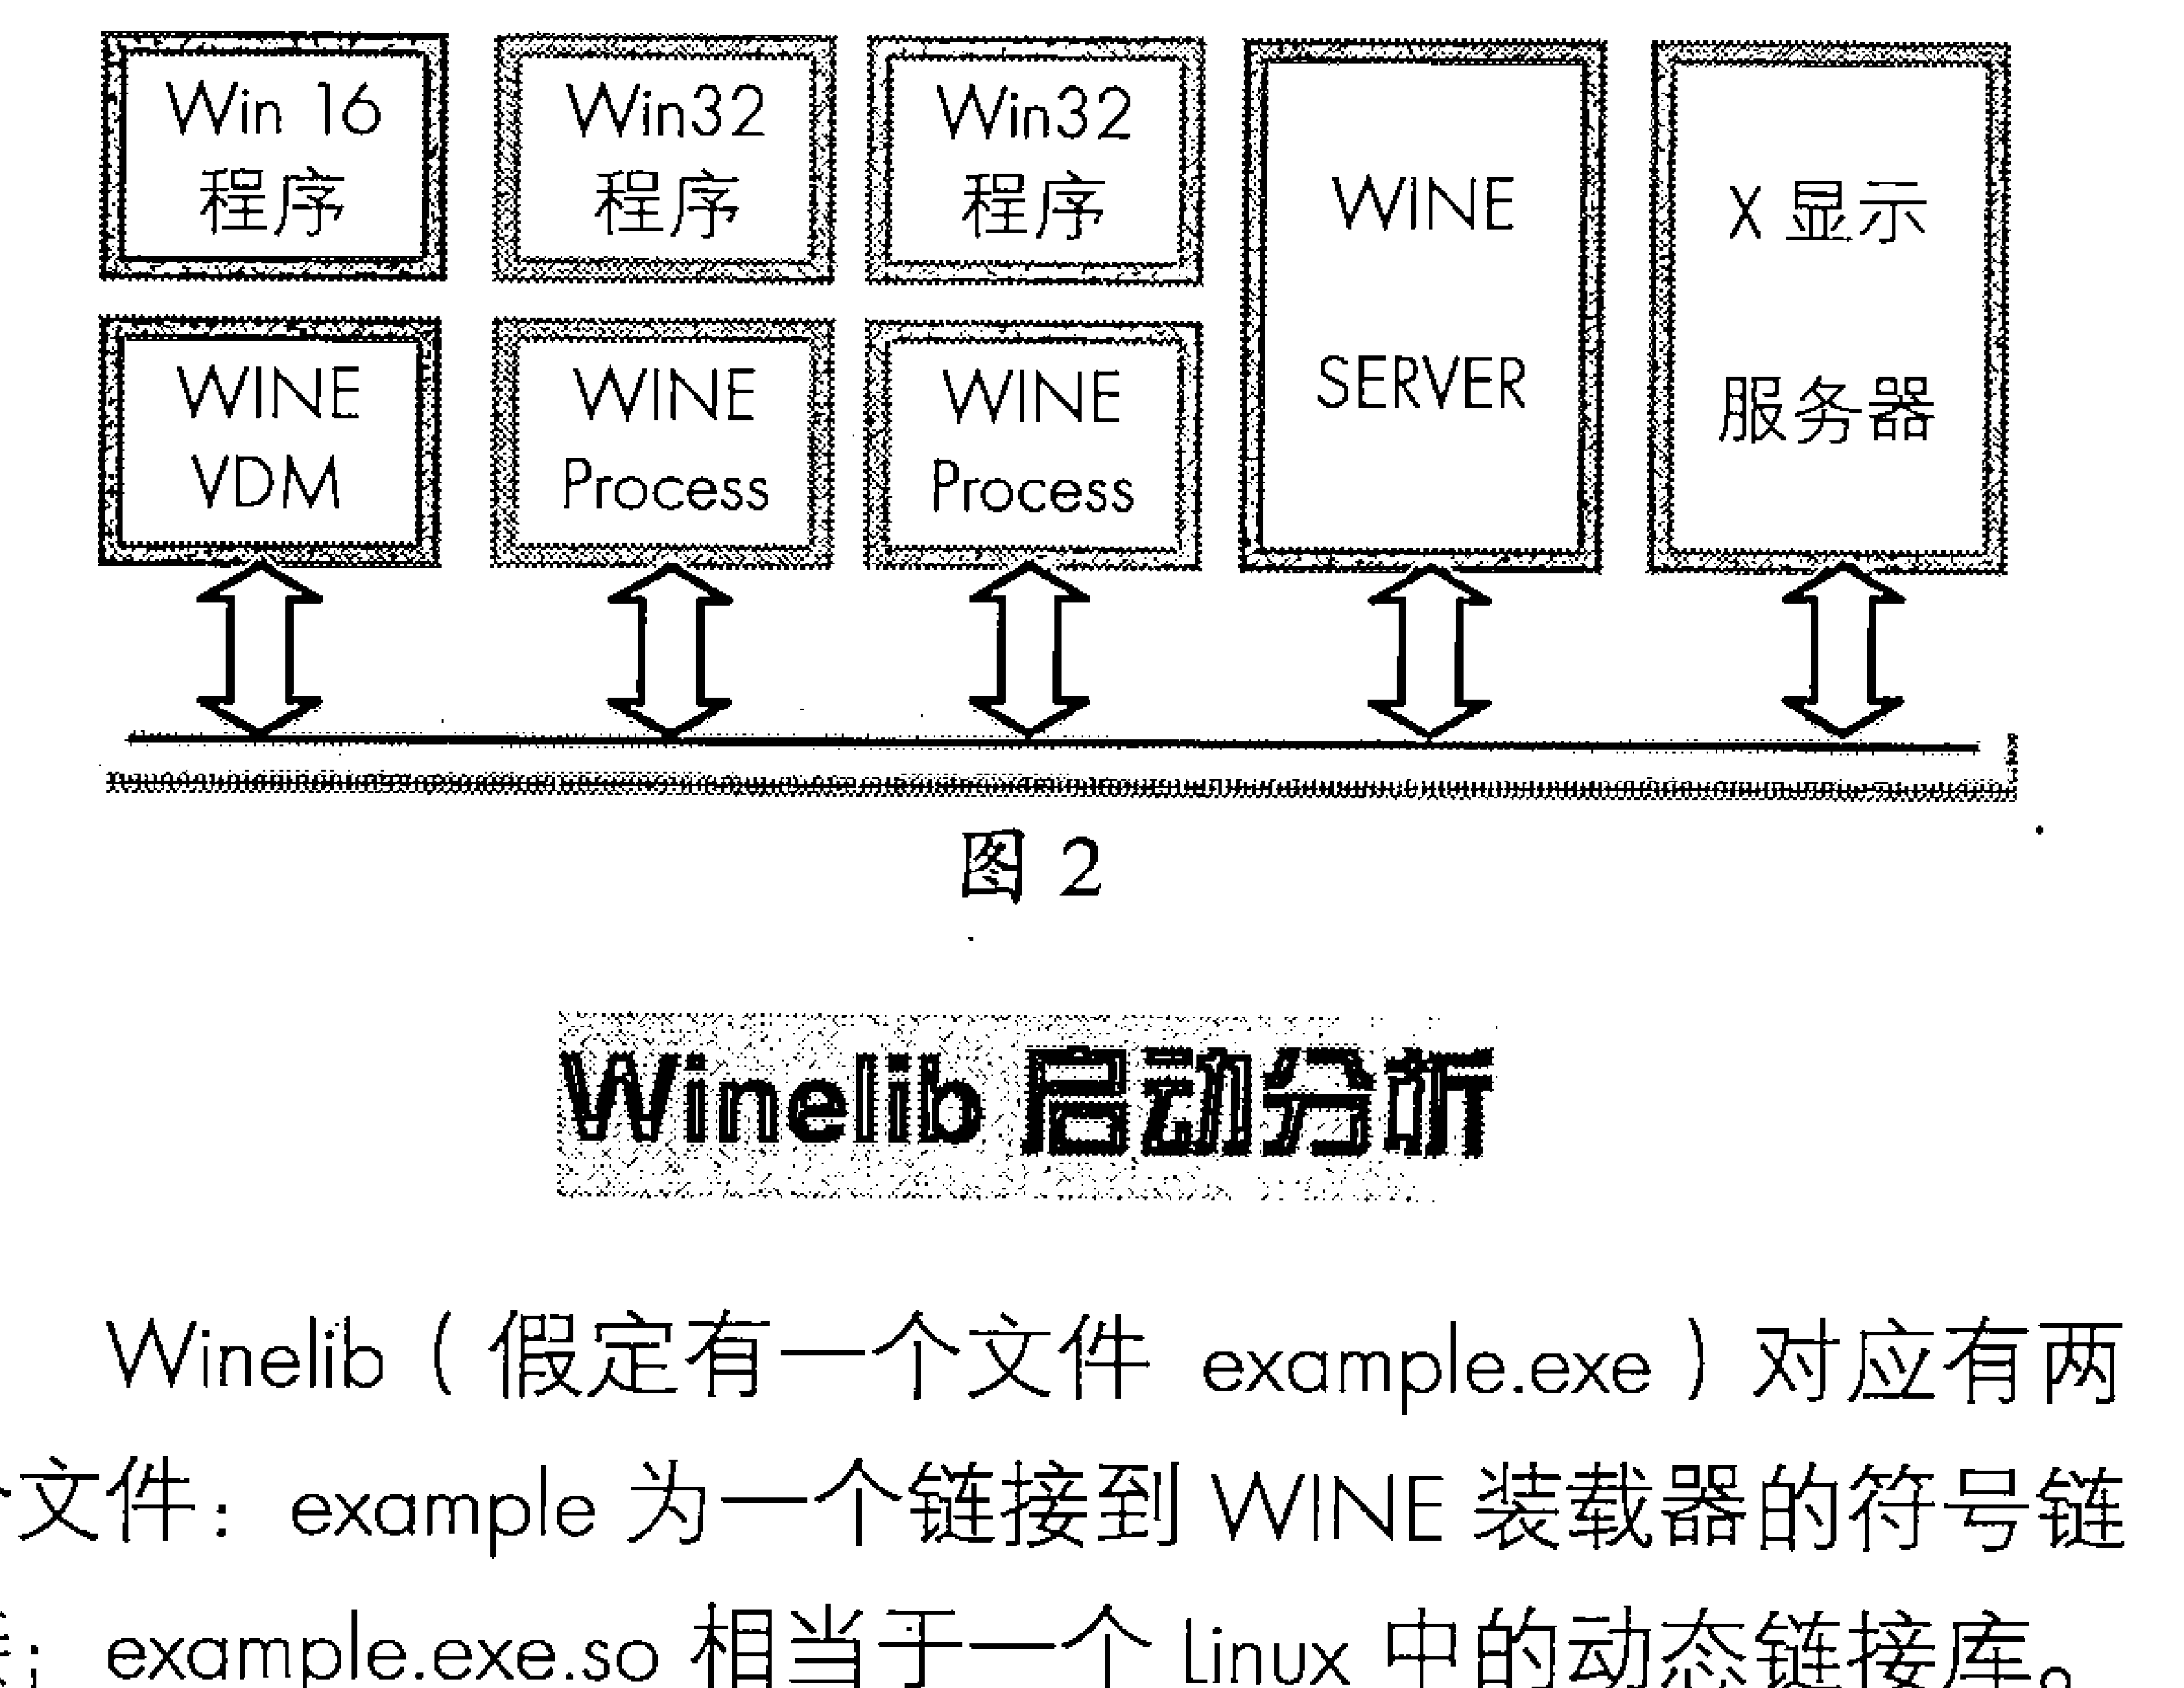 Win 16
程序
Win32
程序
Win32
程序
WINE
SERVER
X 显示
服务器
WINE
VDM
WINE
Process
WINE
Process
图 2
Winelib 启动分析
Winelib（假定有一个文件 example.exe）对应有两
文件：example 为一个链接到 WINE 装载器的符号链
；example.exe.so 相当于一个 Linux 中的动态链接库。